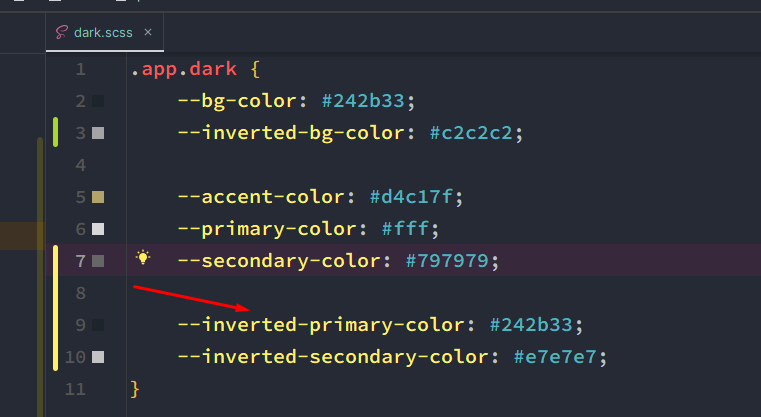 dark.scss ×
1 .app.dark {
2 --bg-color: #242b33;
3 --inverted-bg-color: #c2c2c2;
4
5 --accent-color: #d4c17f;
6 --primary-color: #fff;
7 --secondary-color: #797979;
8
9 --inverted-primary-color: #242b33;
10 --inverted-secondary-color: #e7e7e7;
11 }